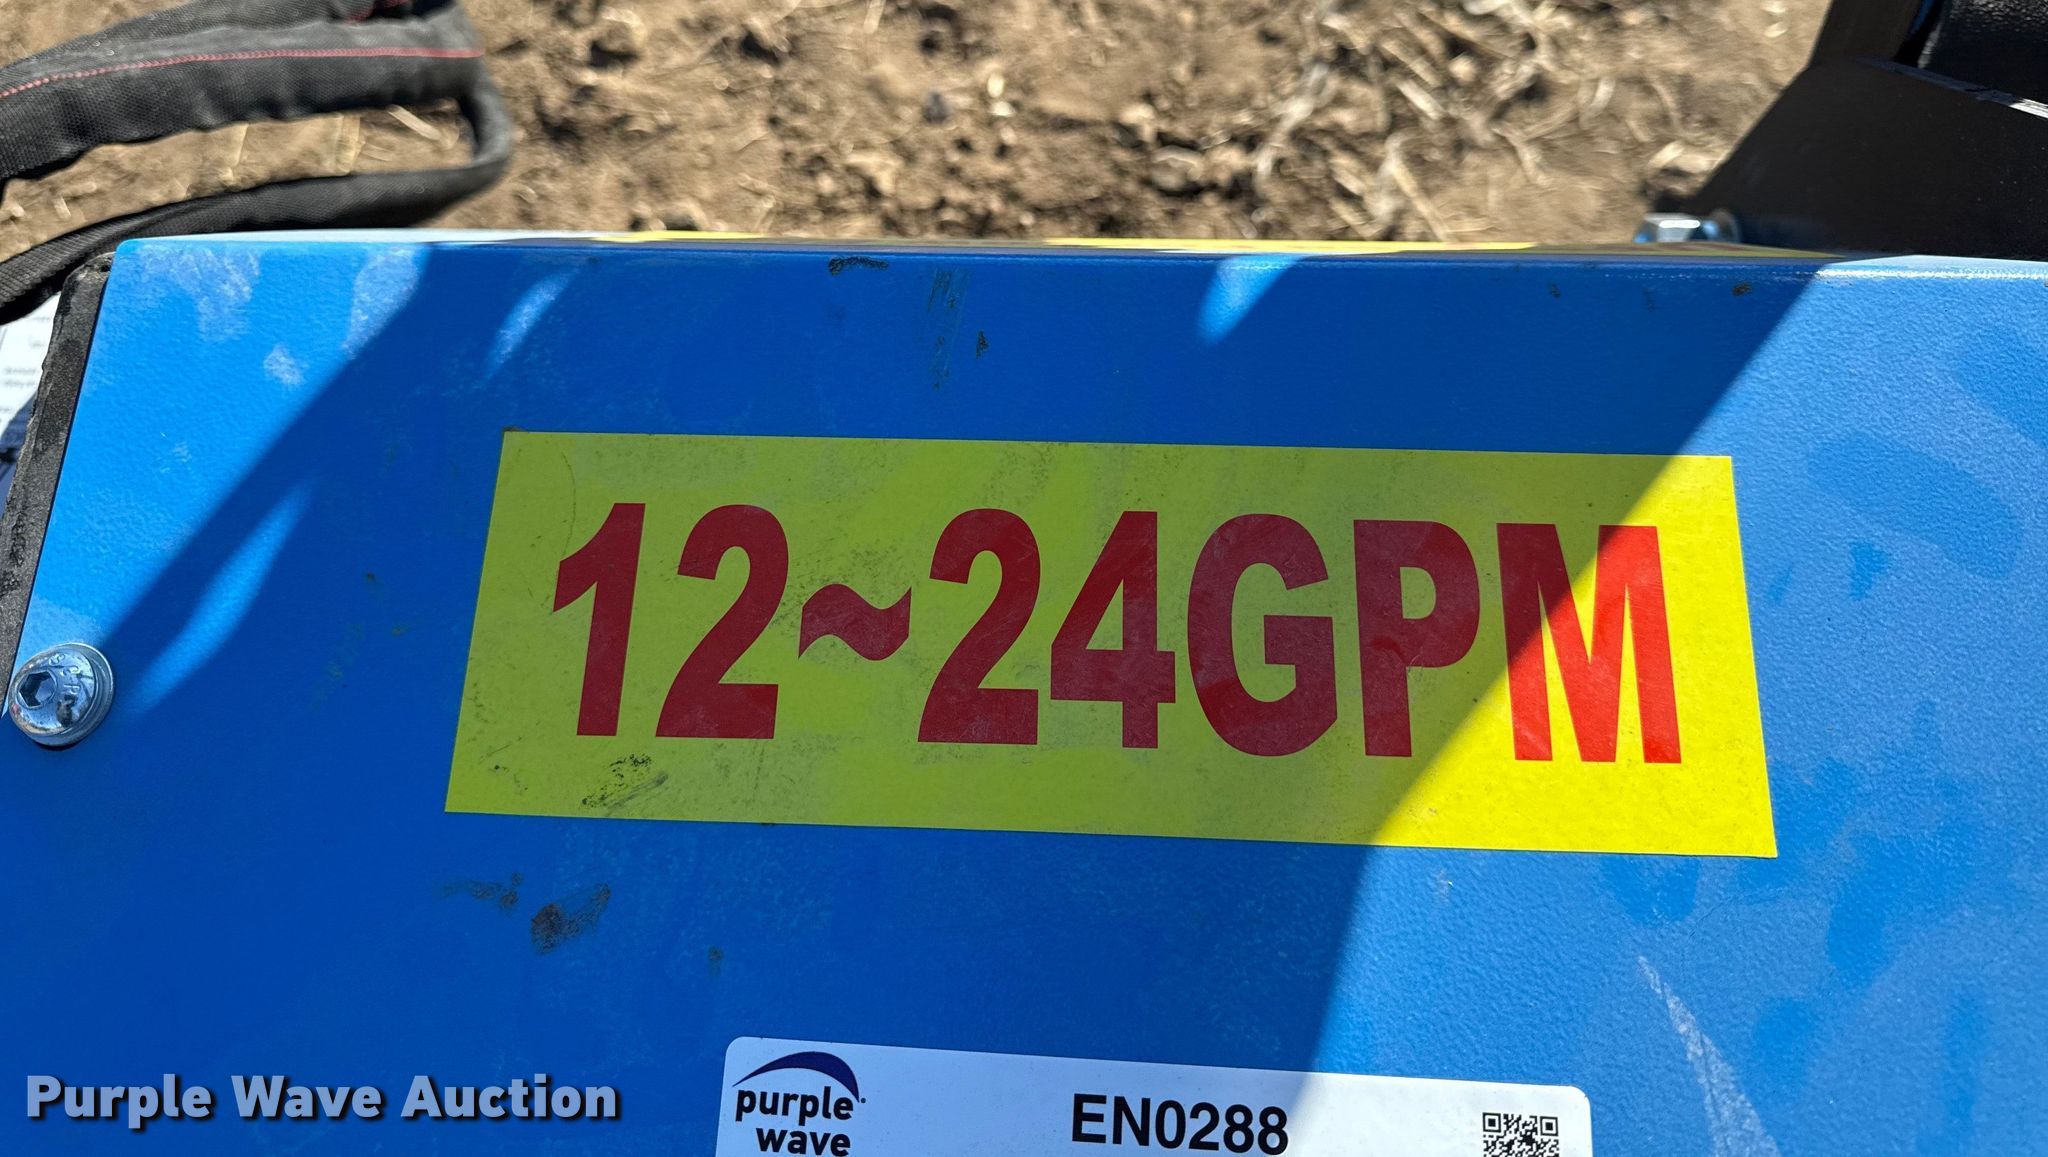 12~24GPM
purple
wave
EN0288
Purple Wave Auction